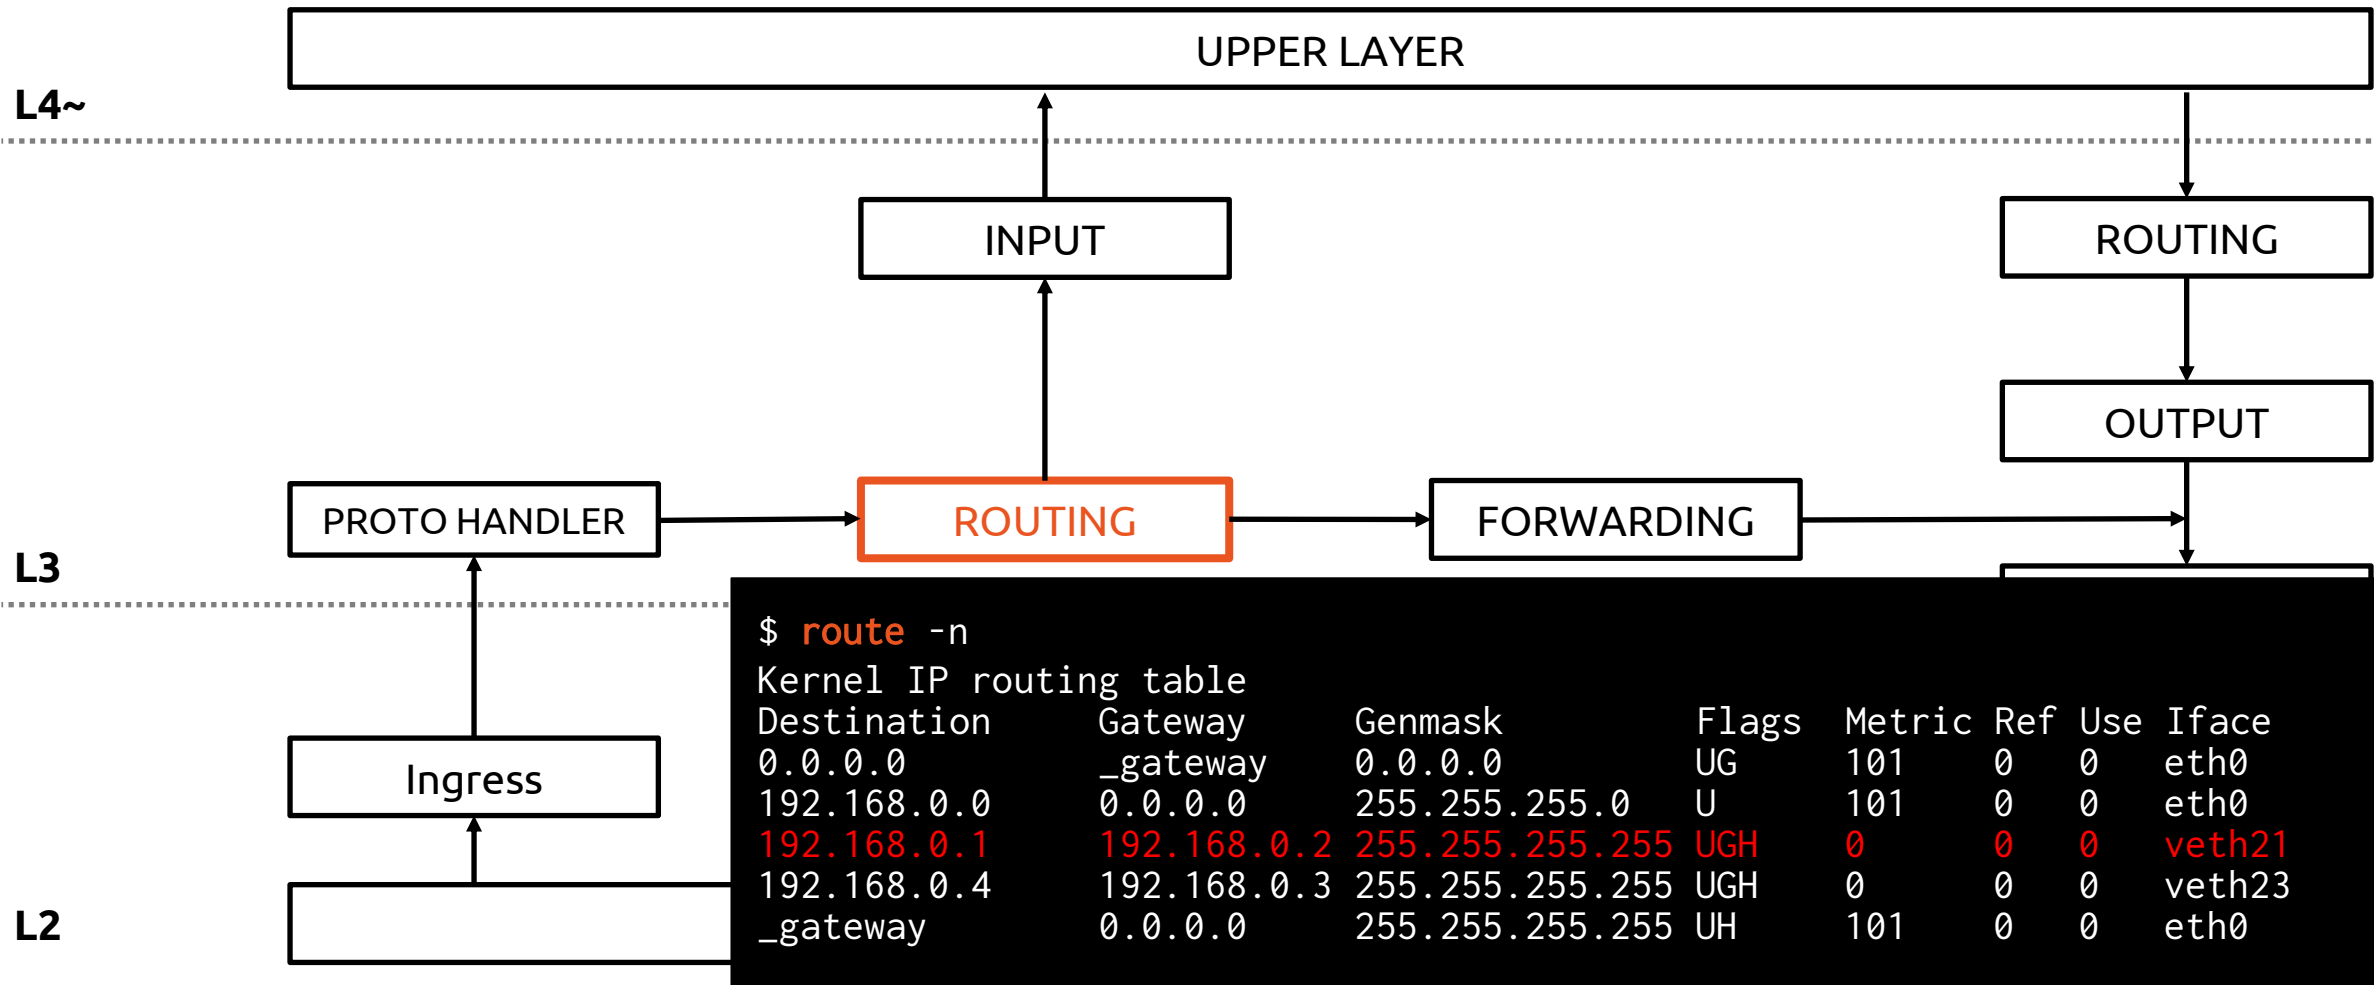 UPPER LAYER
L4~
INPUT
ROUTING
OUTPUT
PROTO HANDLER
ROUTING
FORWARDING
L3
$ route -n
Kernel IP routing table
Destination Gateway Genmask Flags Metric Ref Use Iface
0.0.0.0 _gateway 0.0.0.0 UG 101 0 0 eth0
192.168.0.0 0.0.0.0 255.255.255.0 U 101 0 0 eth0
192.168.0.1 192.168.0.2 255.255.255.255 UGH 0 0 0 veth21
192.168.0.4 192.168.0.3 255.255.255.255 UGH 0 0 0 veth23
_gateway 0.0.0.0 255.255.255.255 UH 101 0 0 eth0
Ingress
L2